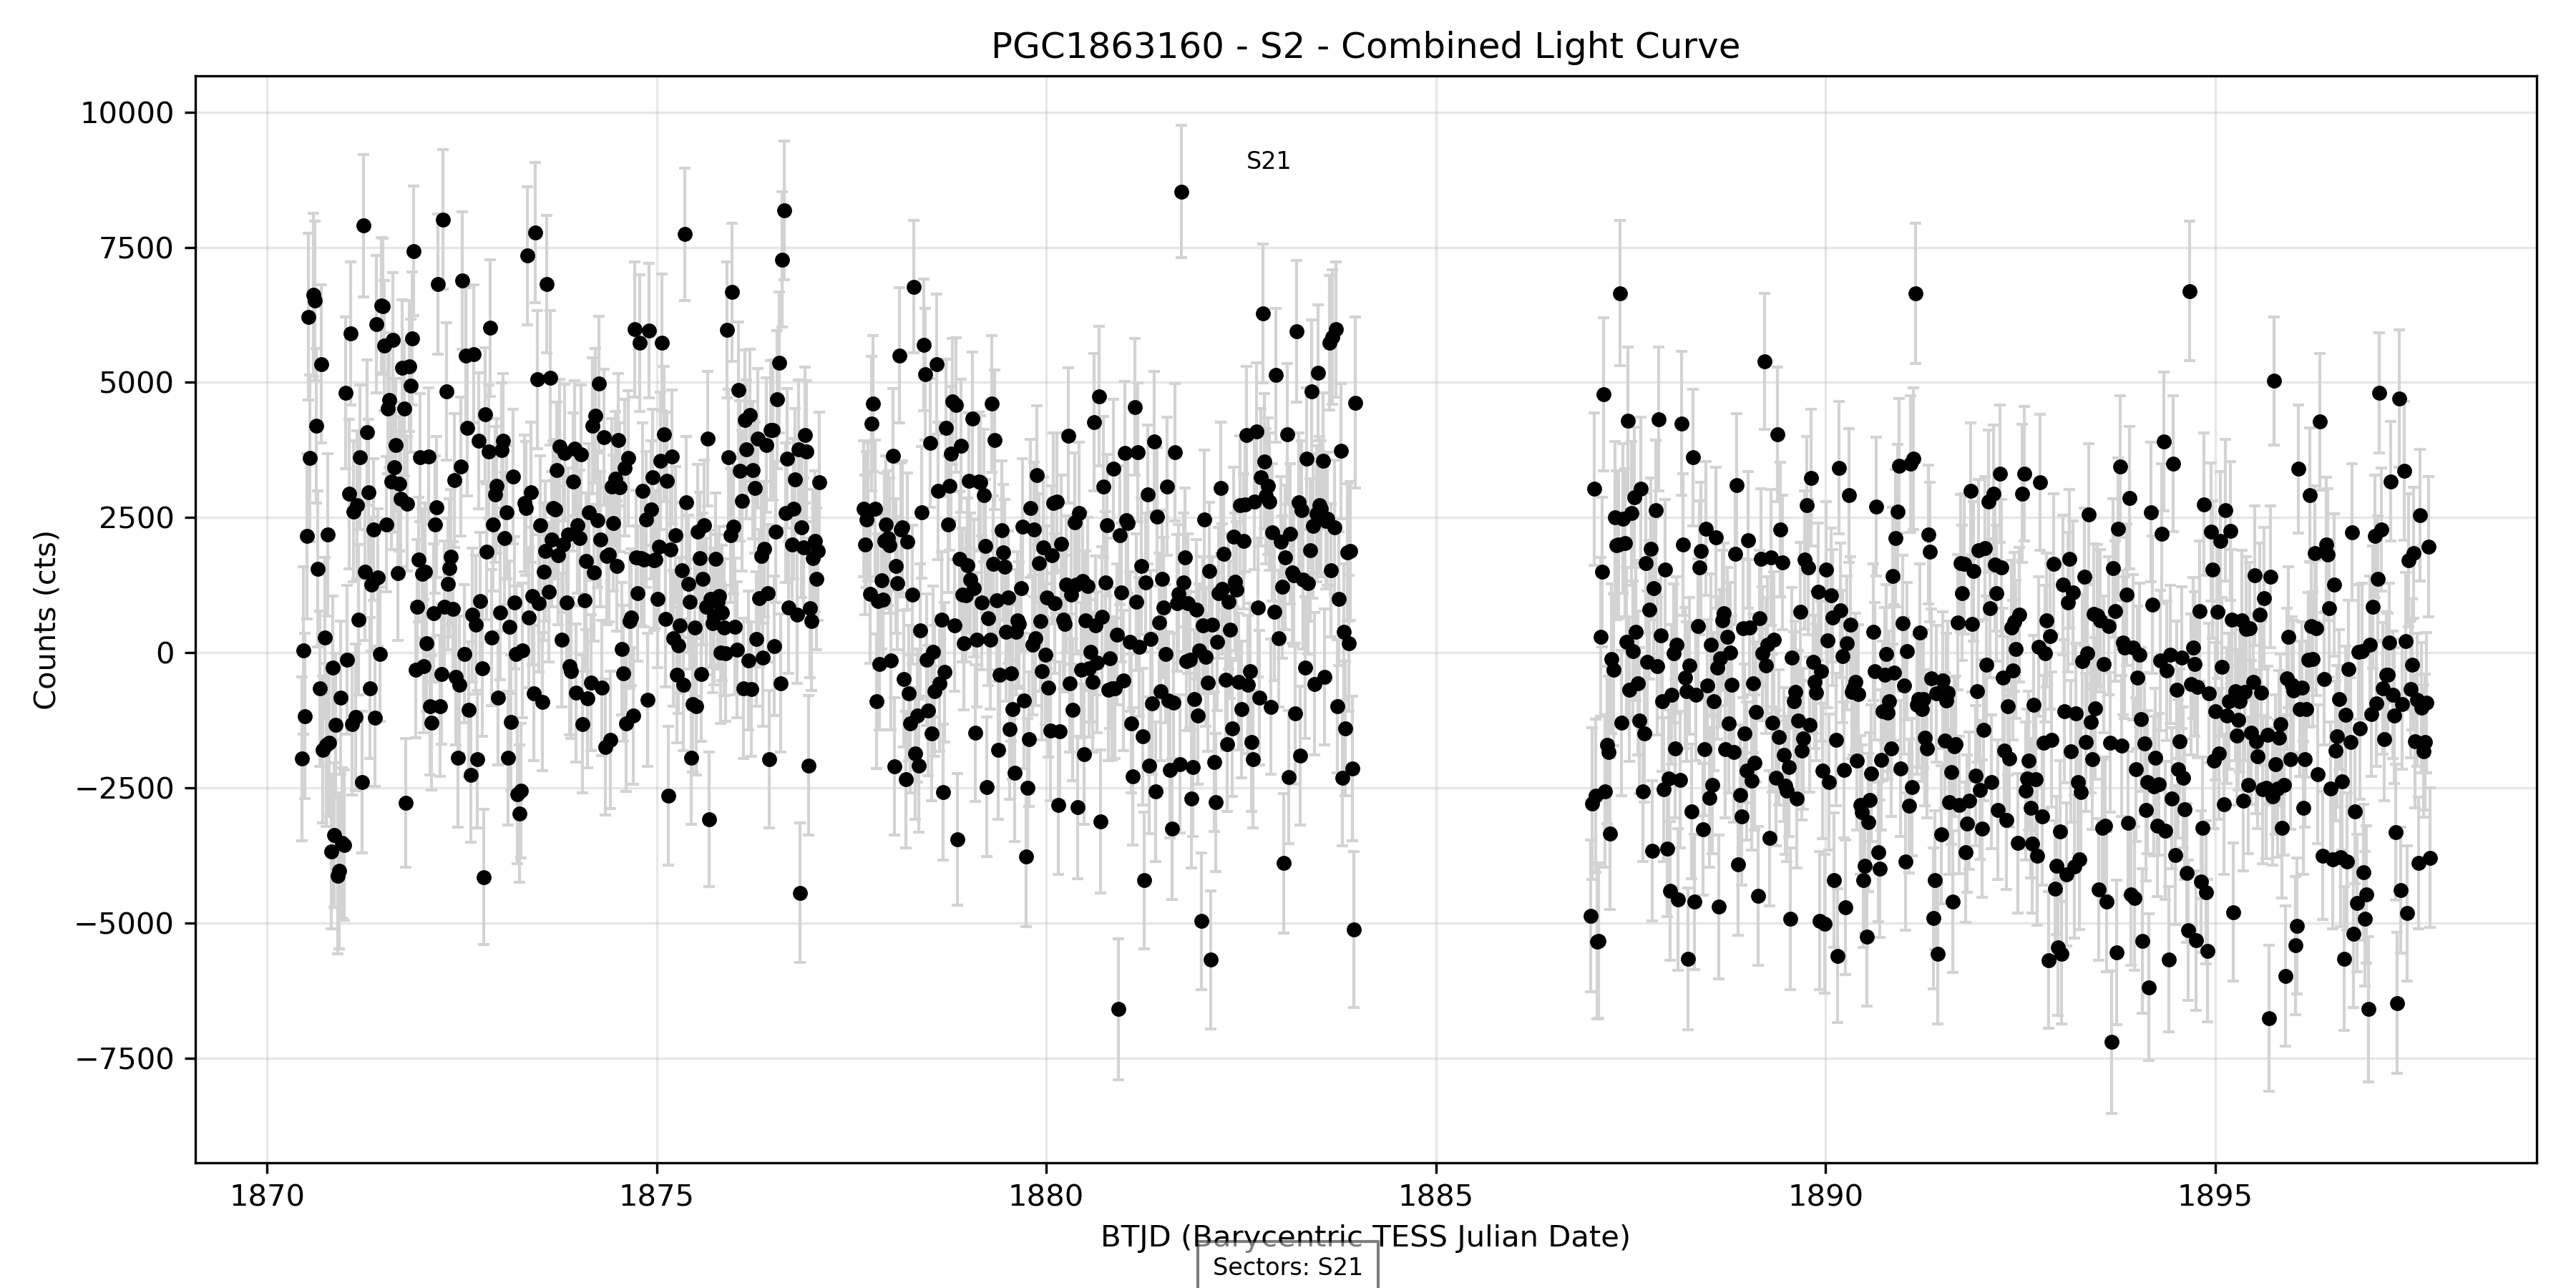 PGC1863160 - S2 - Combined Light Curve
Counts (cts)
10000
7500
5000
2500
0
−2500
−5000
−7500
S21
1870
1875
1880
1885
1890
1895
BTJD (Barycentric TESS Julian Date)
Sectors: S21